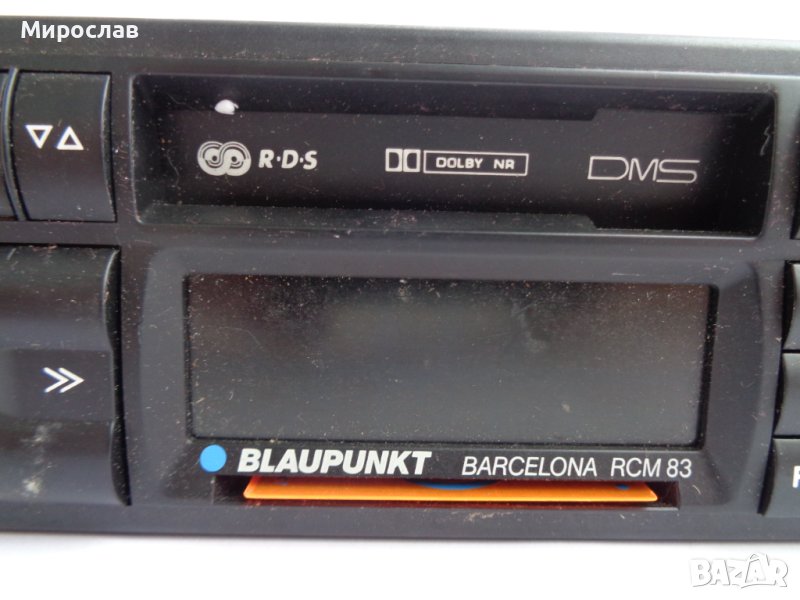 Мирослав
R·D·S DOLBY NR DMS
BLAUPUNKT BARCELONA RCM 83
BAZAR